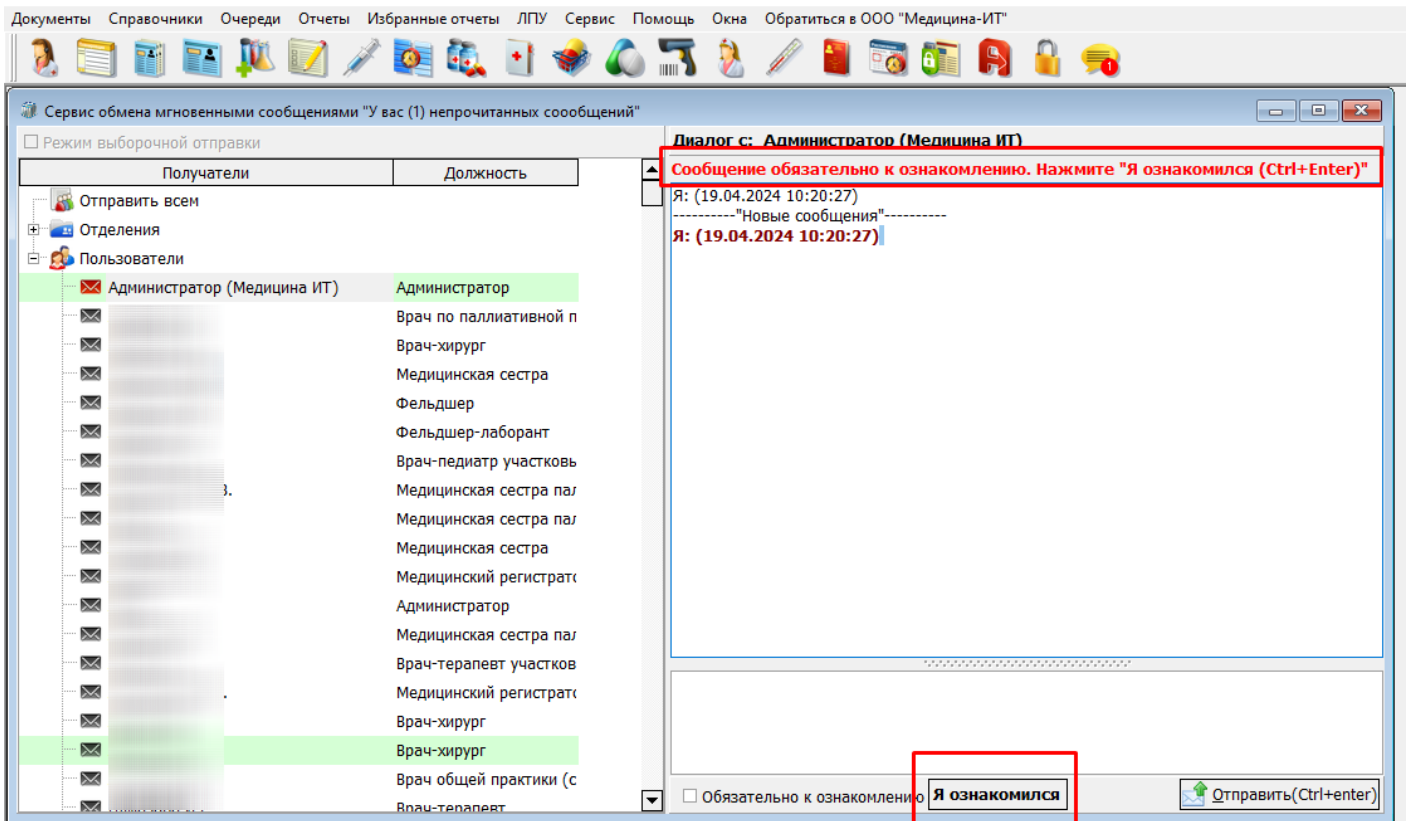 Документы Справочники Очереди Отчеты Избранные отчеты ЛПУ Сервис Помощь Окна Обратиться в ООО "Медицина-ИТ"
1
Сервис обмена мгновенными сообщениями "У вас (1) непрочитанных соообщений"
Режим выборочной отправки
Диалог с: Администратор (Медицина ИТ)
Получатели Должность
Сообщение обязательно к ознакомлению. Нажмите "Я ознакомился (Ctrl+Enter)"
Отправить всем
Отделения
Пользователи
Администратор (Медицина ИТ) Администратор
Врач по паллиативной п
Врач-хирург
Медицинская сестра
Фельдшер
Фельдшер-лаборант
Врач-педиатр участковь
Медицинская сестра пал
Медицинская сестра пал
Медицинская сестра
Медицинский регистрато
Администратор
Медицинская сестра пал
Врач-терапевт участков
Медицинский регистрато
Врач-хирург
Врач-хирург
Врач общей практики (с
Врач-терапевт
Я: (19.04.2024 10:20:27)
----------"Новые сообщения"----------
Я: (19.04.2024 10:20:27)
Обязательно к ознакомлению Я ознакомился Отправить(Ctrl+enter)